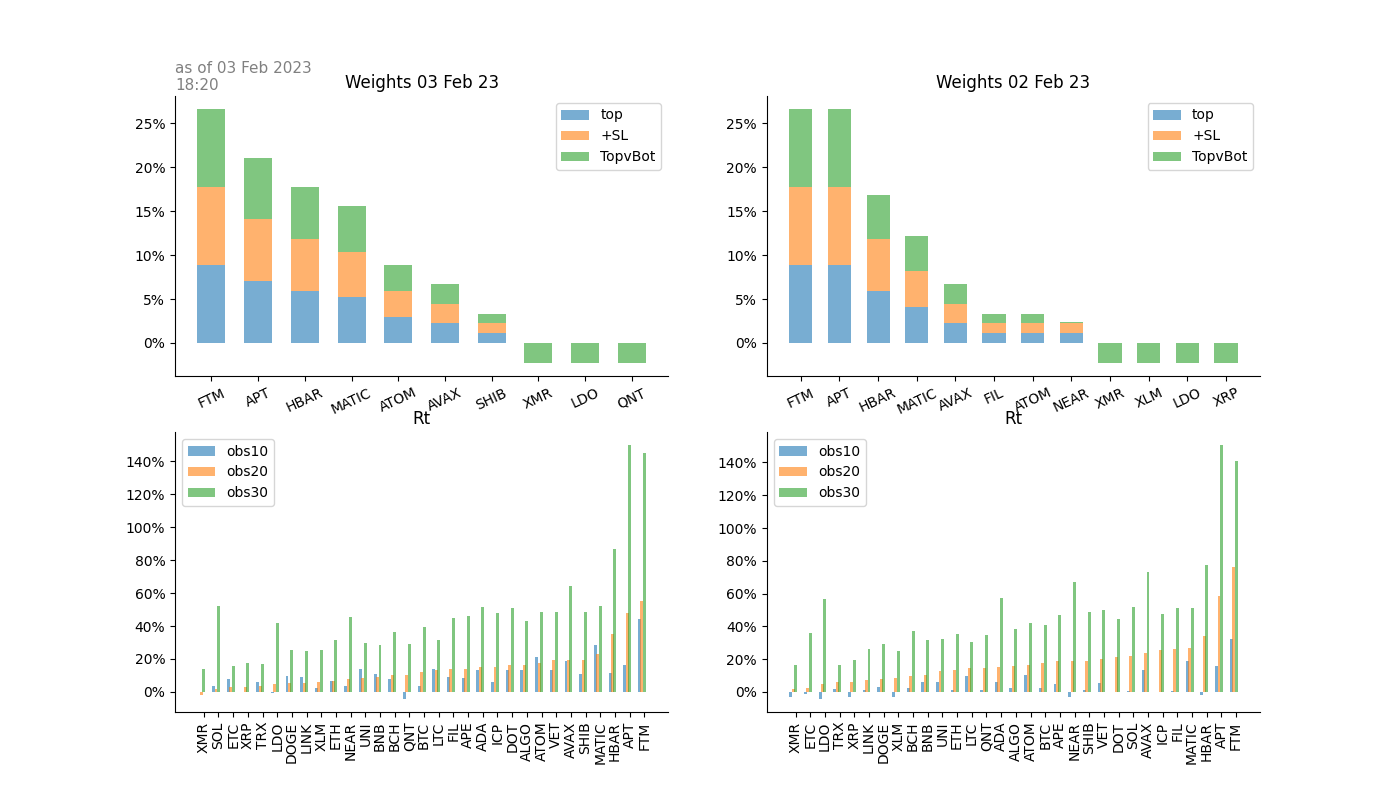 as of 03 Feb 2023
18:20
Weights 03 Feb 23
25%
20%
15%
10%
5%
0%
top
+SL
TopvBot
FTM APT HBAR MATIC ATOM AVAX SHIB XMR LDO QNT
Weights 02 Feb 23
25%
20%
15%
10%
5%
0%
top
+SL
TopvBot
FTM APT HBAR MATIC AVAX FIL ATOM NEAR XMR XLM LDO XRP
Rt
140%
120%
100%
80%
60%
40%
20%
0%
obs10
obs20
obs30
XMR SOL ETC XRP TRX LDO DOGE LINK XLM ETH NEAR UNI BNB BCH QNT BTC LTC FIL APE ADA ICP DOT ALGO ATOM VET AVAX SHIB MATIC HBAR APT FTM
Rt
140%
120%
100%
80%
60%
40%
20%
0%
obs10
obs20
obs30
XMR ETC LDO TRX XRP LINK DOGE XLM BCH BNB UNI ETH LTC QNT ADA ALGO ATOM BTC APE NEAR SHIB VET DOT SOL AVAX ICP FIL MATIC HBAR APT FTM